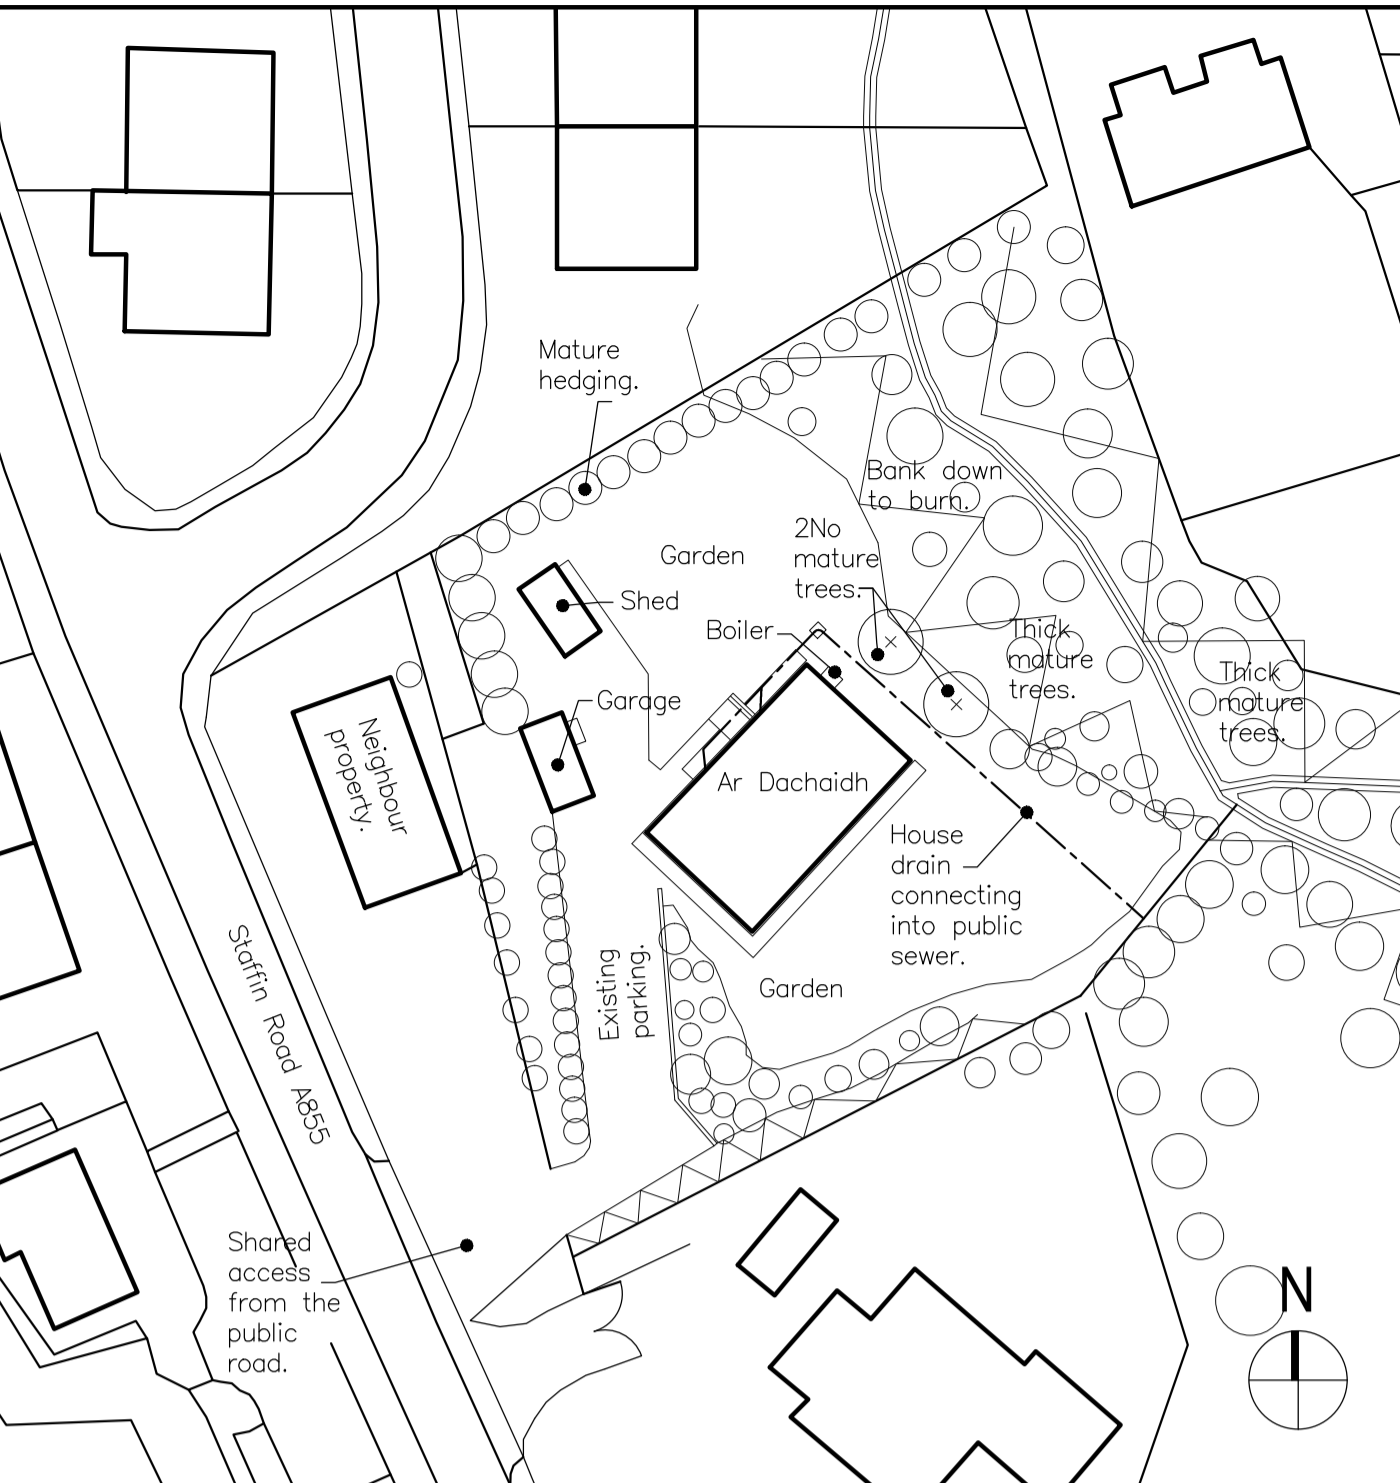 Mature
hedging.
Bank down
to burn.
2No
mature
trees.
Garden
Shed
Boiler
Thick
mature
trees.
Thick
mature
trees.
Garage
Neighbour
property.
Ar Dachaidh
House
drain
connecting
into public
sewer.
Existing
parking.
Garden
Staffin Road A855
Shared
access
from the
public
road.
N